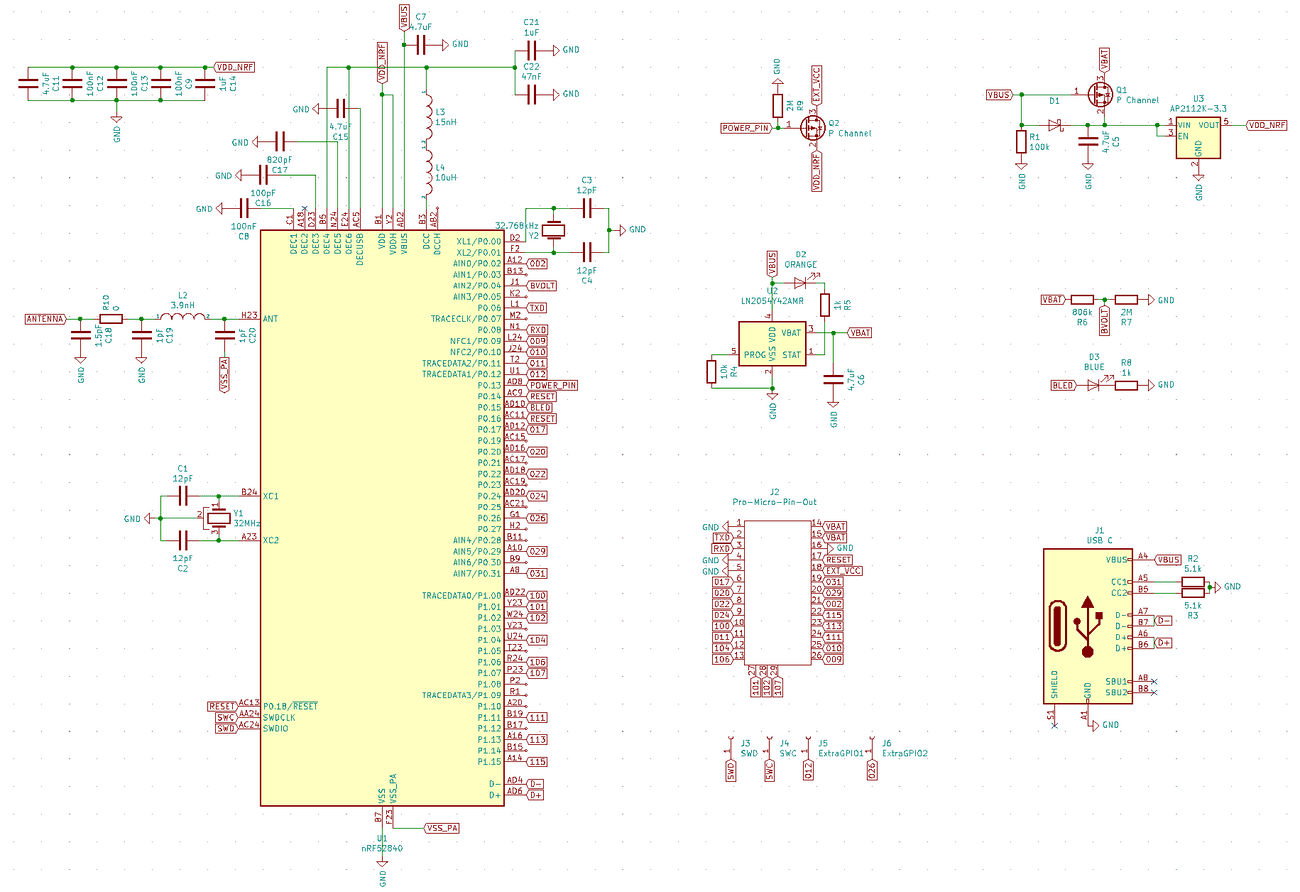 4.7uF
C11
100nF
C12
100nF
C13
100nF
C9
1uF
C14
VDD_NRF
GND
VBUS
C7
4.7uF
GND
VDD_NRF
C21
1uF
GND
C22
47nF
GND
GND
4.7uF
C15
GND
820pF
C17
GND
100pF
C16
GND
100nF
C8
L3
15nH
L4
10uH
C1
A18
D23
B5
N24
E24
AC5
B1
Y2
AD2
B3
AB2
DEC1
DEC2
DEC3
DEC4
DEC5
DEC6
DECUSB
VDD
VDDH
VBUS
DCC
DCCH
32.768kHz
Y2
C3
12pF
12pF
C4
GND
XL1/P0.00 D2
XL2/P0.01 F2
AIN0/P0.02 A12 002
AIN1/P0.03 B13
AIN2/P0.04 J1 BVOLT
AIN3/P0.05 K2
P0.06 L1 TXD
TRACECLK/P0.07 M2
P0.08 N1 RXD
NFC1/P0.09 L24 009
NFC2/P0.10 J24 010
TRACEDATA2/P0.11 T2 011
TRACEDATA1/P0.12 U1 012
P0.13 AD8 POWER_PIN
P0.14 AC9 RESET
P0.15 AD10 BLED
P0.16 AC11 RESET
P0.17 AD12 017
P0.19 AC15
P0.20 AD16 020
P0.21 AC17
P0.22 AD18 022
P0.23 AC19
P0.24 AD20 024
P0.25 AC21
P0.26 G1 026
P0.27 H2
AIN4/P0.28 B11
AIN5/P0.29 A10 029
AIN6/P0.30 B9
AIN7/P0.31 A8 031
TRACEDATA0/P1.00 AD22 100
P1.01 Y23 101
P1.02 W24 102
P1.03 V23
P1.04 U24 104
P1.05 T23
P1.06 R24 106
P1.07 P23 107
P1.08 P2
TRACEDATA3/P1.09 R1
P1.10 A20
P1.11 B19 111
P1.12 B17
P1.13 A16 113
P1.14 B15
P1.15 A14 115
D- AD4 D-
D+ AD6 D+
ANTENNA
1.5pF
C18
R10
0
1pF
C19
L2
3.9nH
1pF
C20
H23 ANT
GND
GND
VSS_PA
C1
12pF
GND
12pF
C2
Y1
32MHz
B24 XC1
A23 XC2
RESET AC13 P0.18/RESET
SWC AA24 SWDCLK
SWD AC24 SWDIO
VSS
VSS_PA
B7
F23
VSS_PA
U1
nRF52840
GND
GND
2M
R9
EXT_VCC
POWER_PIN
1
3
2
Q2
P Channel
VDD_NRF
VBUS
D1
R1
100k
GND
VBAT
1
3
2
Q1
P Channel
4.7uF
C5
GND
U3
AP2112K-3.3
1 VIN VOUT 5
3 EN
GND
2
VDD_NRF
GND
VBUS
D2
ORANGE
U2
LN2054Y42AMR
1k
R5
4
VDD
VBAT 3
VBAT
5 PROG
VSS
STAT 1
2
10k
R4
4.7uF
C6
GND
GND
VBAT
806k
R6
BVOLT
2M
R7
GND
D3
BLUE
BLED
R8
1k
GND
J2
Pro-Micro-Pin-Out
GND 1
TXD 2
RXD 3
GND 4
GND 5
017 6
020 7
022 8
024 9
100 10
011 11
104 12
106 13
14 VBAT
15 VBAT
16 GND
17 RESET
18 EXT_VCC
19 031
20 029
21 002
22 115
23 113
24 111
25 010
26 009
27
28
29
101
102
107
1 J3
SWD
SWD
1 J4
SWC
SWC
1 J5
ExtraGPIO1
012
1 J6
ExtraGPIO2
026
J1
USB C
VBUS A4 VBUS
CC1 A5
CC2 B5
R2
5.1k
5.1k
R3
GND
D- A7
D- B7 D-
D+ A6
D+ B6 D+
SBU1 A8
SBU2 B8
SHIELD
GND
S1
A1
GND